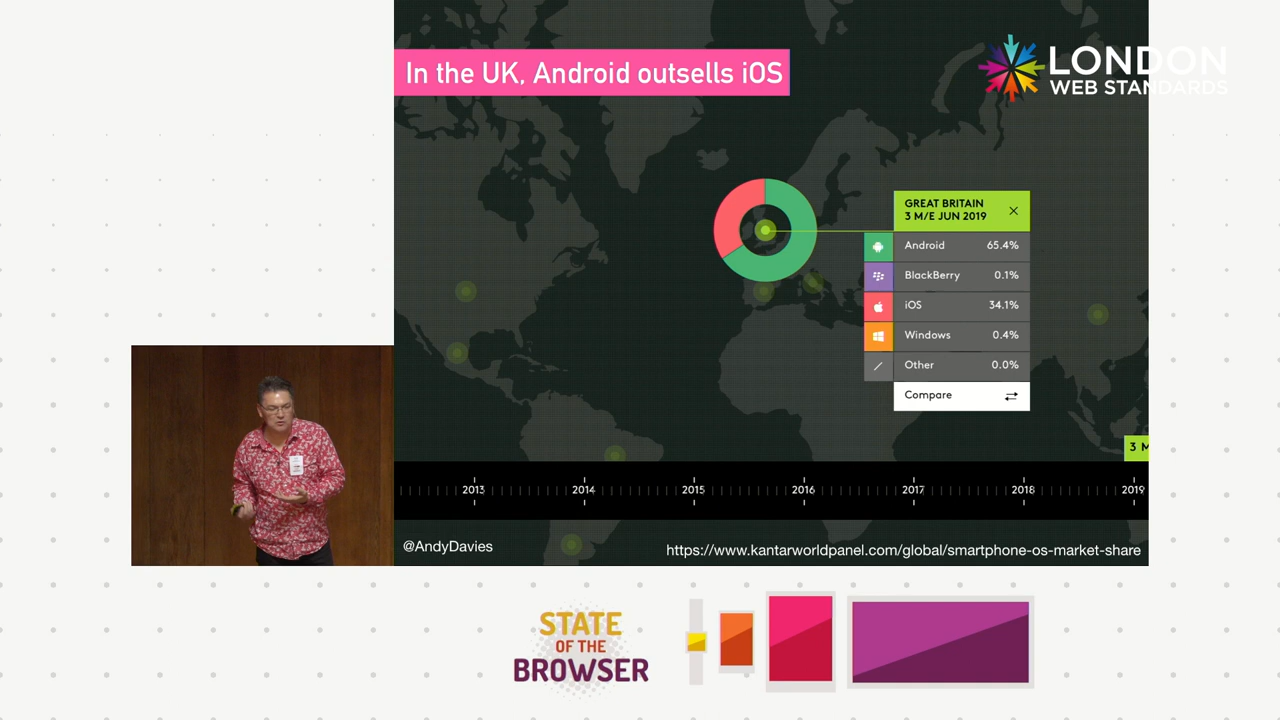 In the UK, Android outsells iOS
LONDON
WEB STANDARDS
GREAT BRITAIN
3 M/E JUN 2019
Android 65.4%
BlackBerry 0.1%
iOS 34.1%
Windows 0.4%
Other 0.0%
Compare
3 M
2013 2014 2015 2016 2017 2018 2019
@AndyDavies
https://www.kantarworldpanel.com/global/smartphone-os-market-share
STATE
OF THE
BROWSER